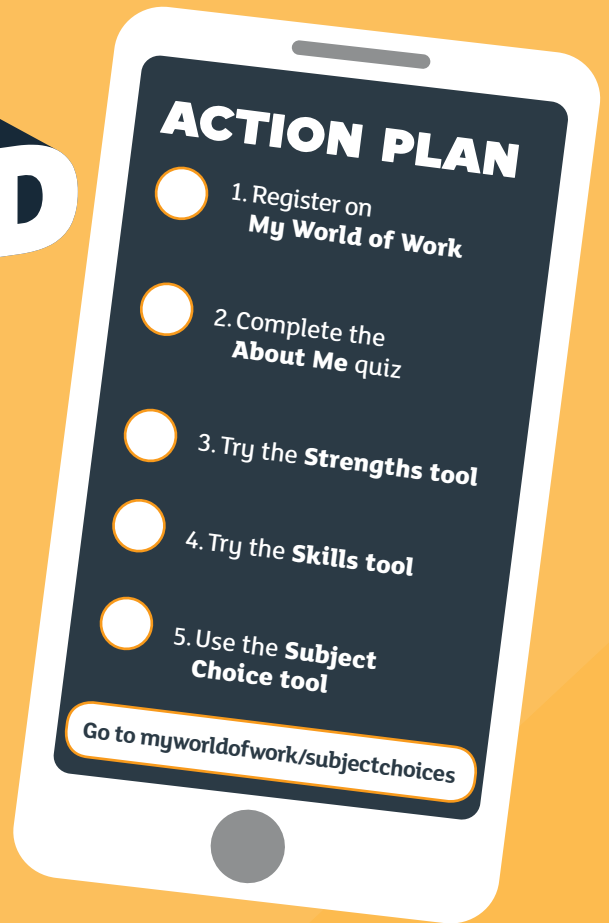 D
ACTION PLAN
1. Register on
My World of Work
2. Complete the
About Me quiz
3. Try the Strengths tool
4. Try the Skills tool
5. Use the Subject
Choice tool
Go to myworldofwork/subjectchoices